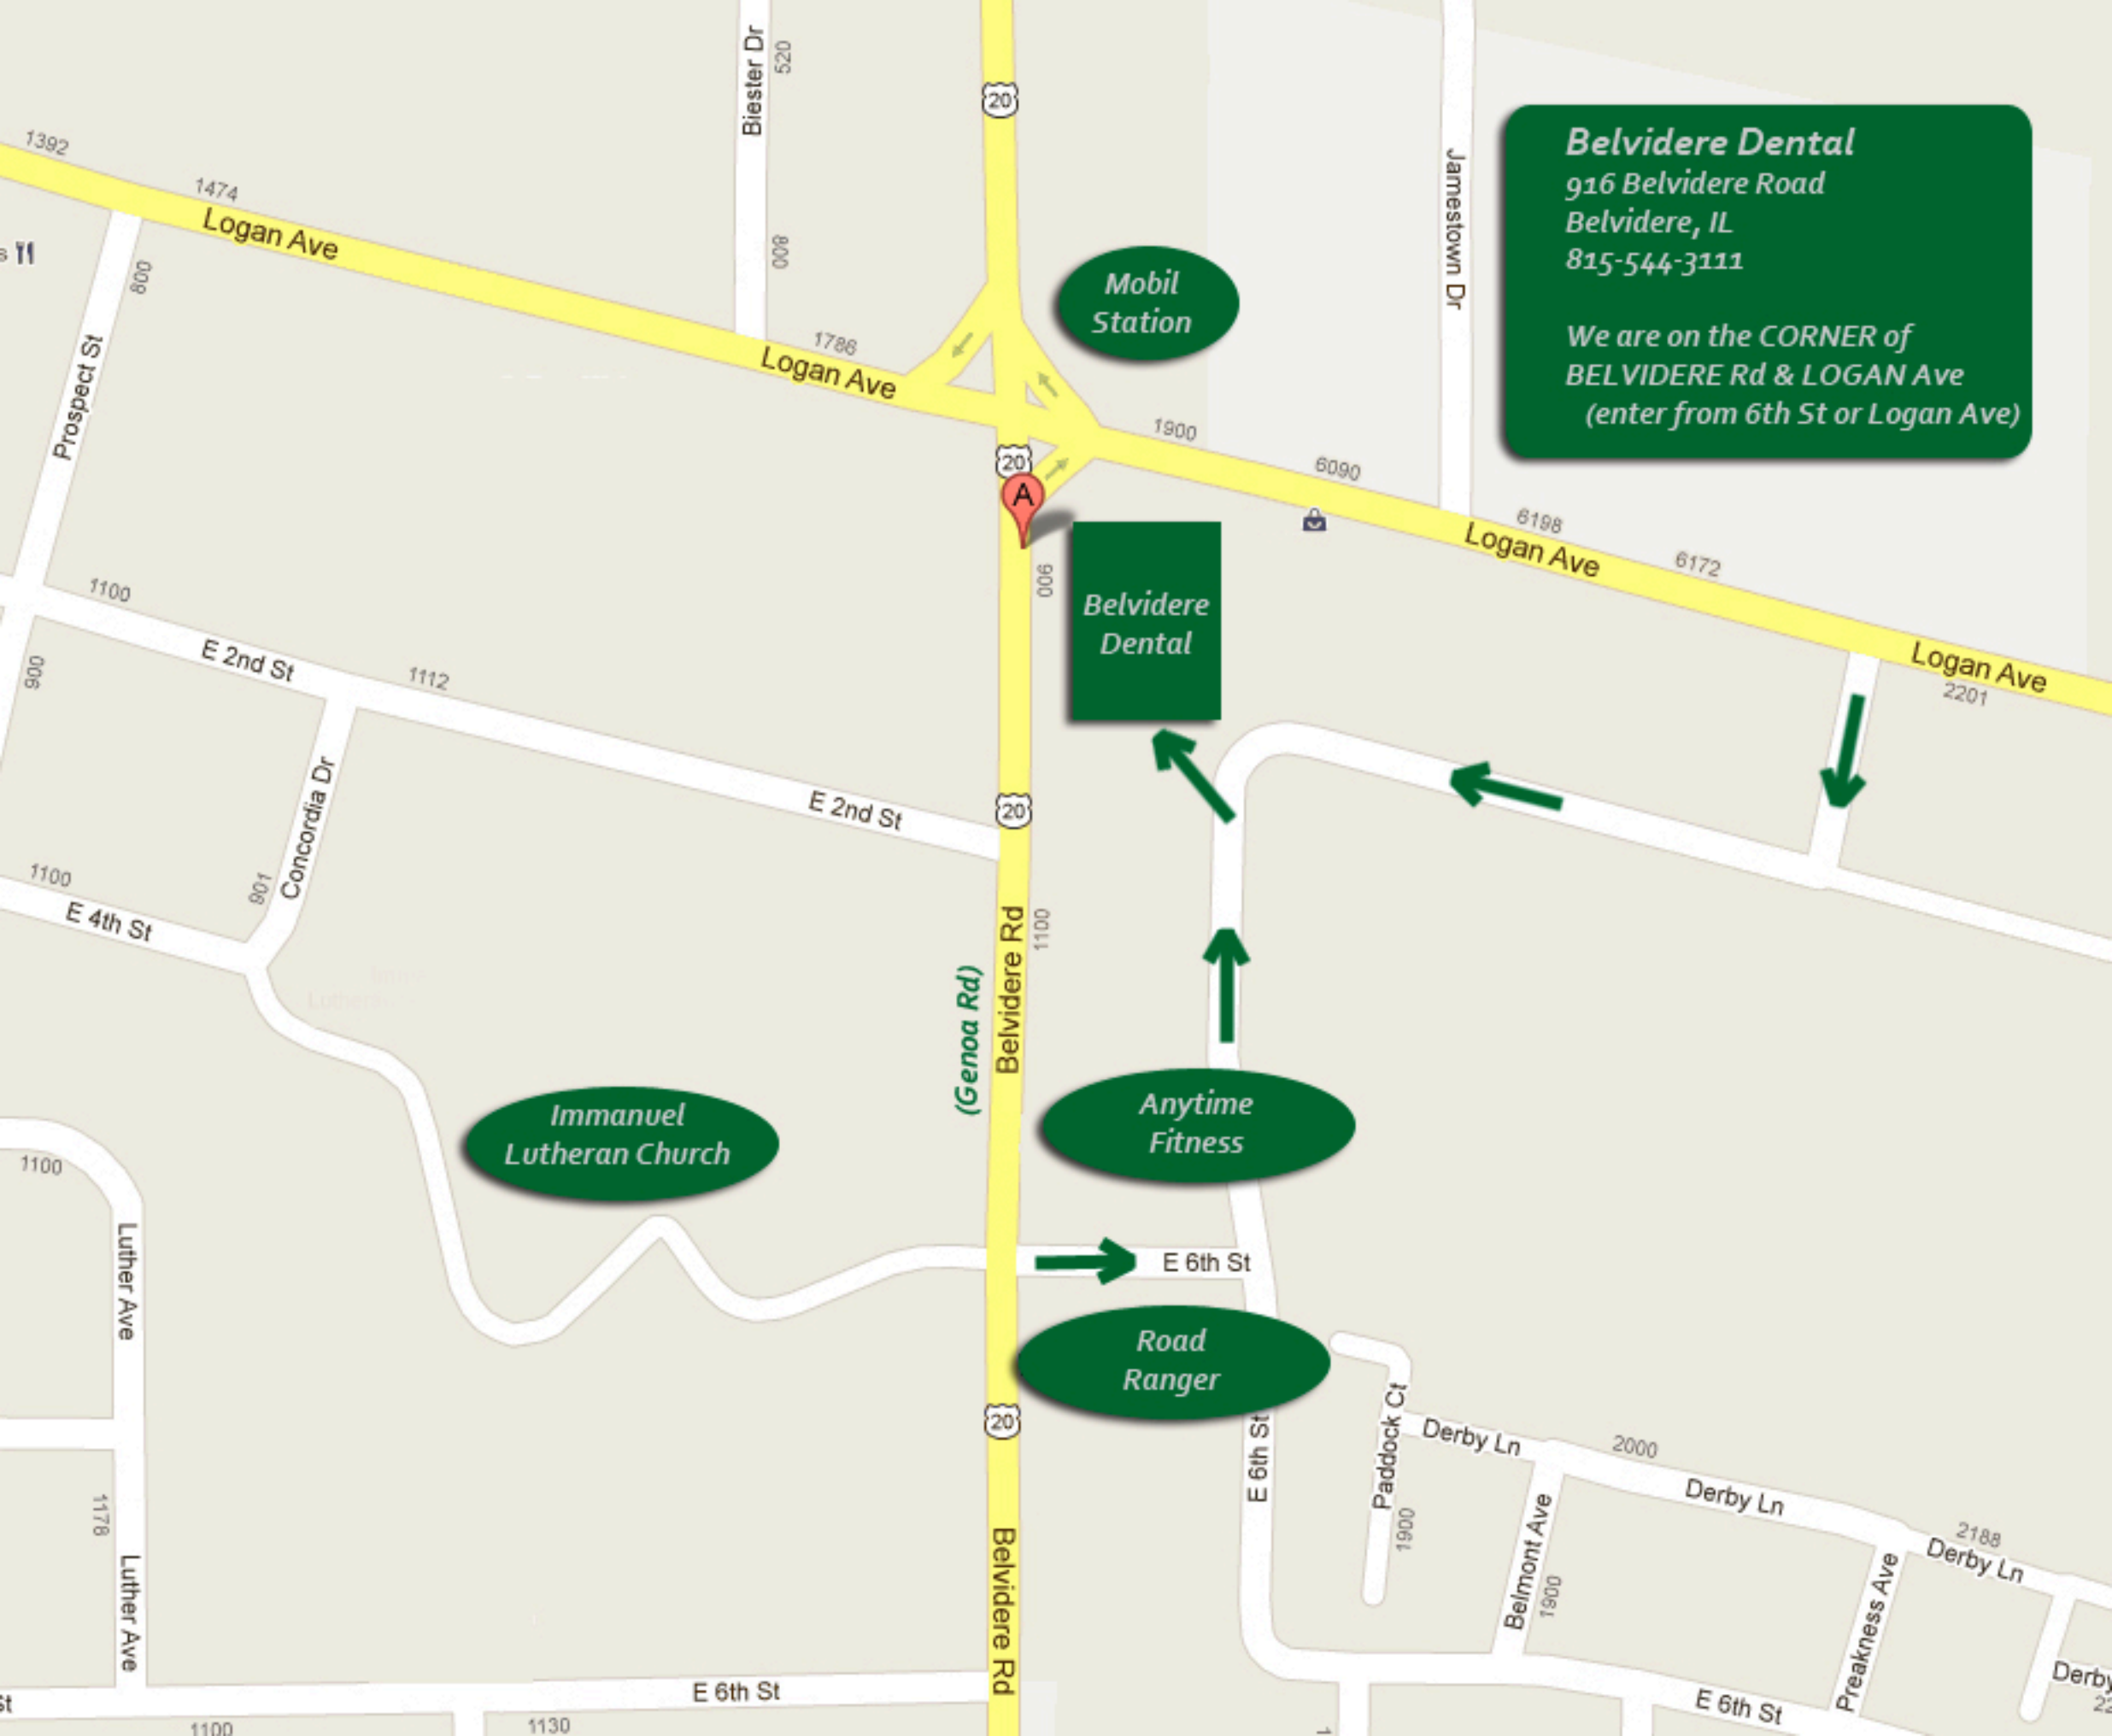 1392
1474
Logan Ave
Biester Dr
520
800
20
Jamestown Dr
Belvidere Dental
916 Belvidere Road
Belvidere, IL
815-544-3111
We are on the CORNER of
BELVIDERE Rd & LOGAN Ave
(enter from 6th St or Logan Ave)
s
800
Prospect St
Mobil
Station
1786
Logan Ave
1900
20
A
6090
6198
Logan Ave
6172
Logan Ave
2201
1100
E 2nd St
900
1112
900
Belvidere
Dental
Concordia Dr
901
E 2nd St
20
1100
E 4th St
Belvidere Rd
1100
(Genoa Rd)
Immanuel
Lutheran Church
Anytime
Fitness
1100
Luther Ave
E 6th St
Road
Ranger
20
E 6th St
Paddock Ct
1900
Derby Ln
2000
Derby Ln
2188
Derby Ln
Belmont Ave
1900
Preakness Ave
Derby
1178
Luther Ave
Belvidere Rd
E 6th St
E 6th St
St
1100
1130